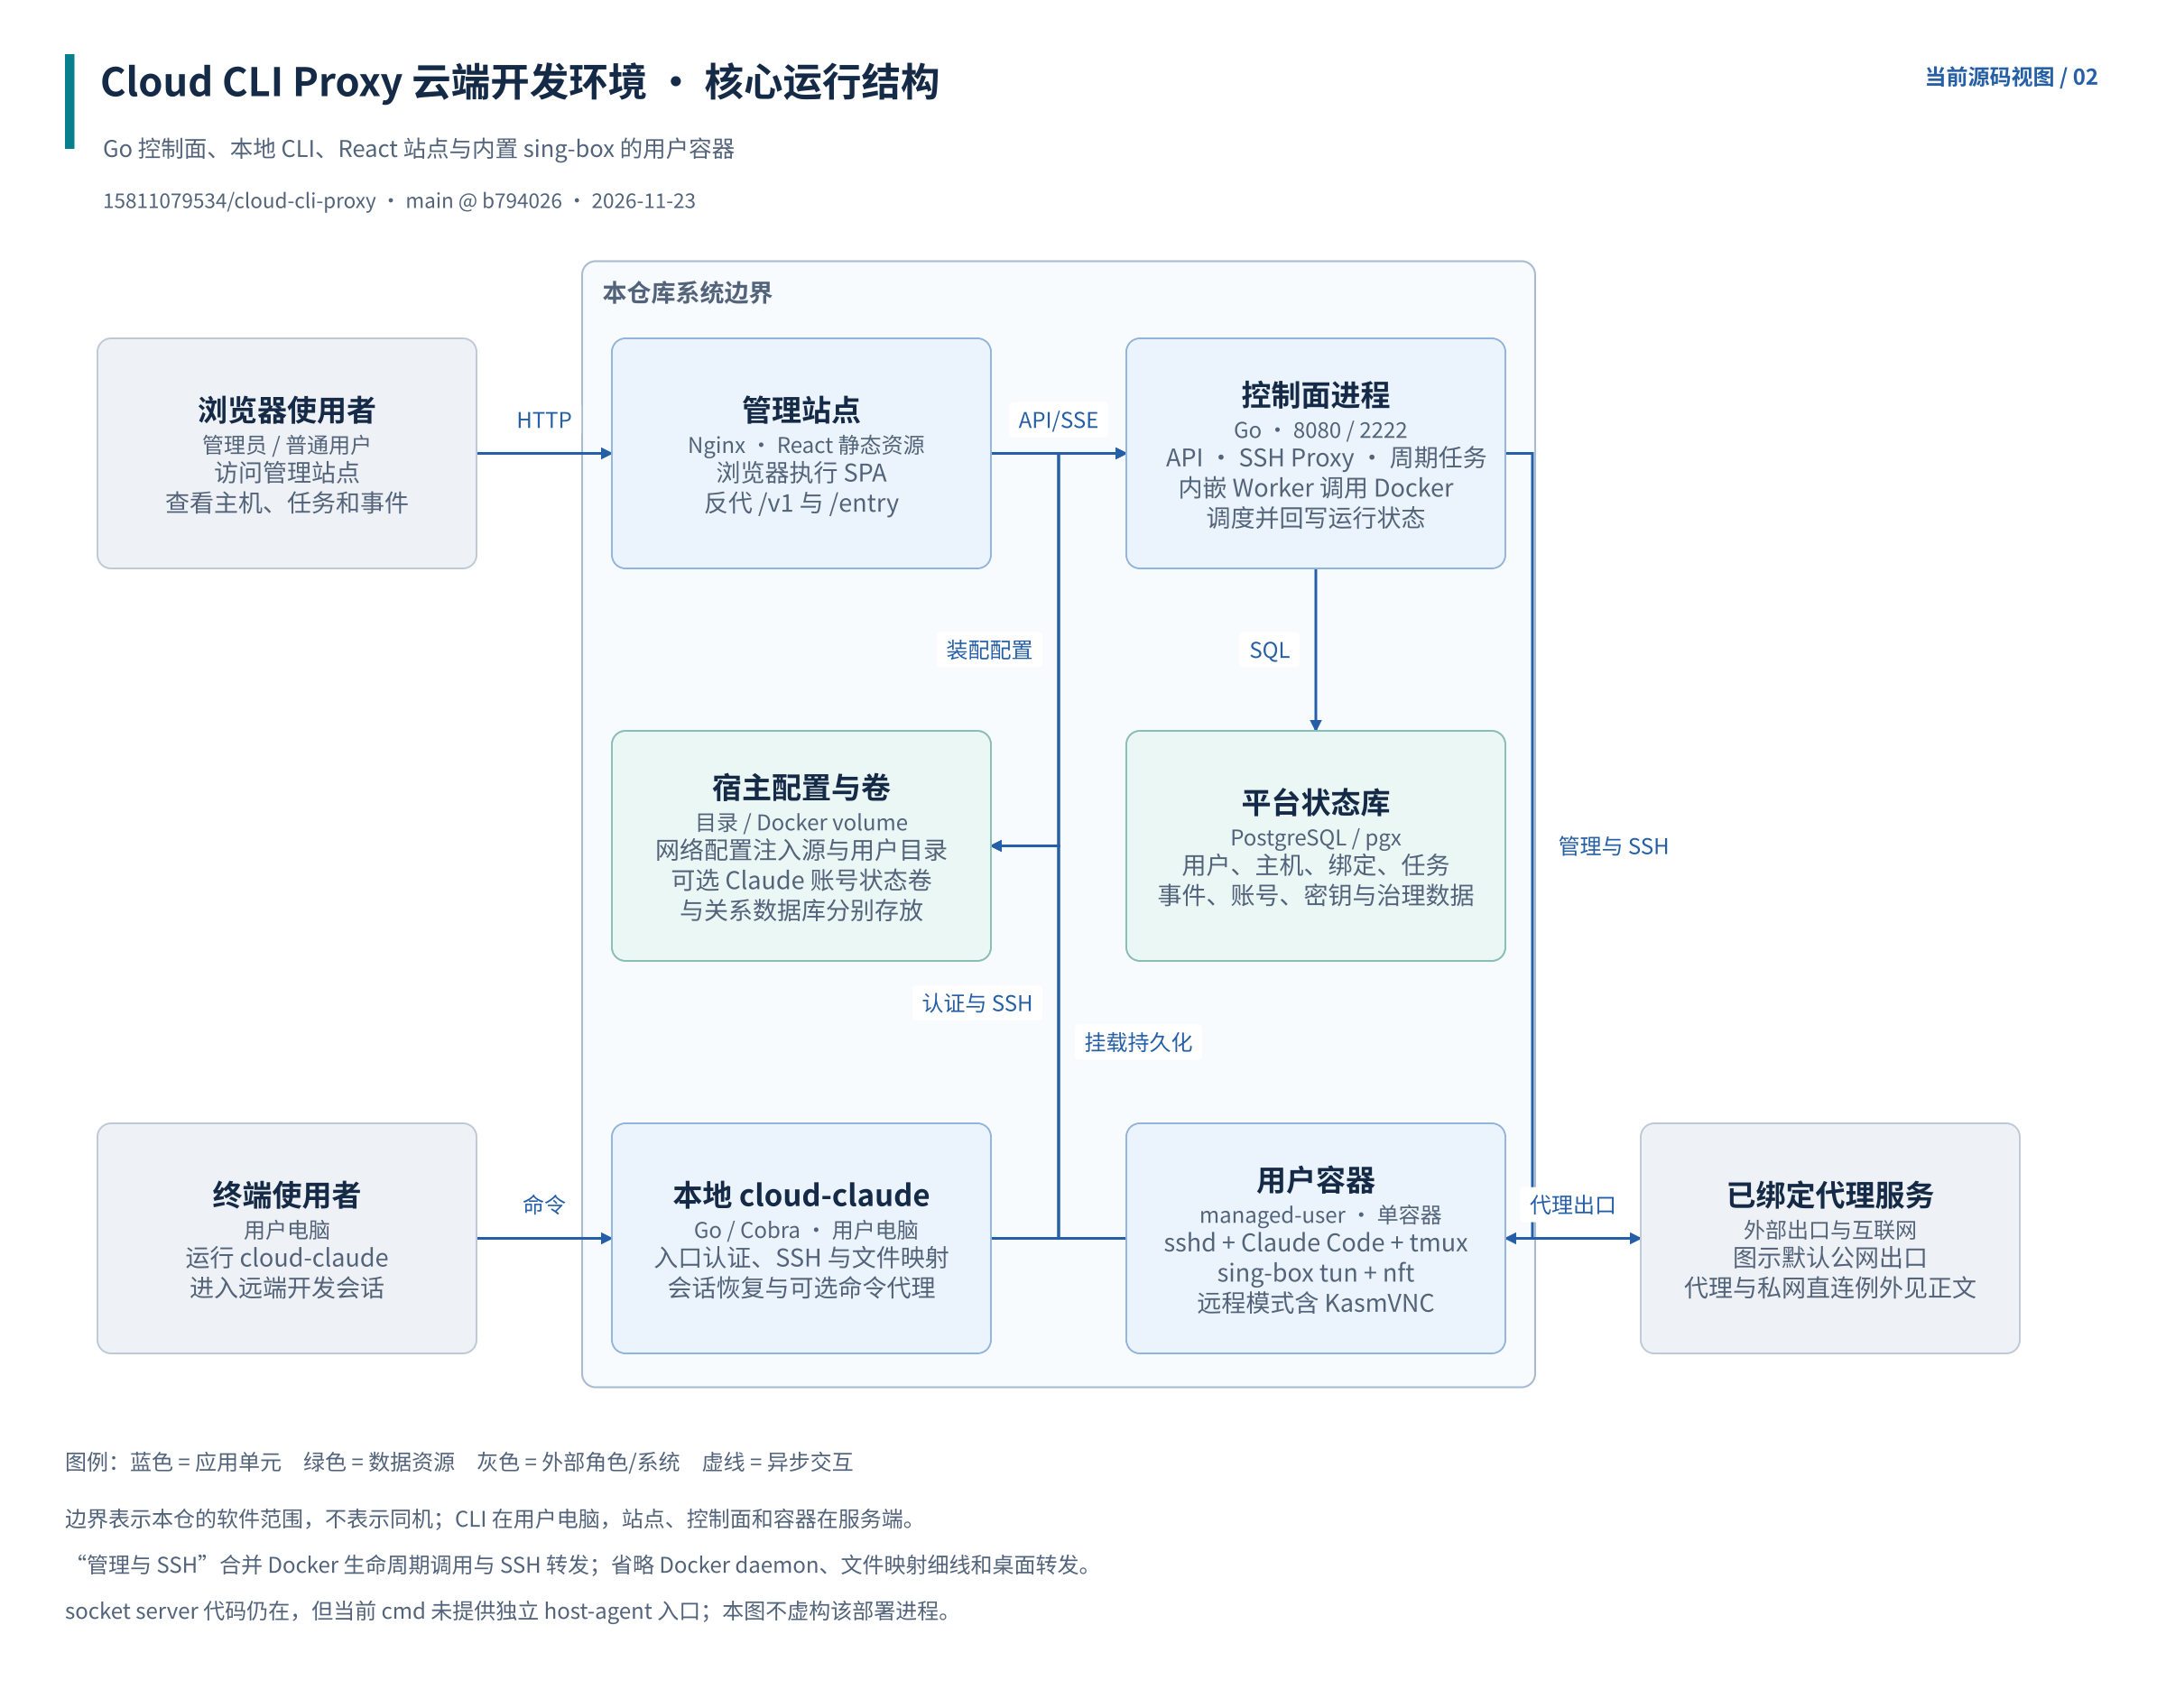 Cloud CLI Proxy 云端开发环境 · 核心运行结构
当前源码视图 / 02
Go 控制面、本地 CLI、React 站点与内置 sing-box 的用户容器
15811079534/cloud-cli-proxy · main @ b794026 · 2026-11-23
本仓库系统边界
浏览器使用者
管理员 / 普通用户
访问管理站点
查看主机、任务和事件
HTTP
管理站点
Nginx · React 静态资源
浏览器执行 SPA
反代 /v1 与 /entry
API/SSE
控制面进程
Go · 8080 / 2222
API · SSH Proxy · 周期任务
内嵌 Worker 调用 Docker
调度并回写运行状态
装配配置
SQL
宿主配置与卷
目录 / Docker volume
网络配置注入源与用户目录
可选 Claude 账号状态卷
与关系数据库分别存放
平台状态库
PostgreSQL / pgx
用户、主机、绑定、任务
事件、账号、密钥与治理数据
管理与 SSH
认证与 SSH
挂载持久化
终端使用者
用户电脑
运行 cloud-claude
进入远端开发会话
命令
本地 cloud-claude
Go / Cobra · 用户电脑
入口认证、SSH 与文件映射
会话恢复与可选命令代理
用户容器
managed-user · 单容器
sshd + Claude Code + tmux
sing-box tun + nft
远程模式含 KasmVNC
代理出口
已绑定代理服务
外部出口与互联网
图示默认公网出口
代理与私网直连例外见正文
图例：蓝色 = 应用单元 绿色 = 数据资源 灰色 = 外部角色/系统 虚线 = 异步交互
边界表示本仓的软件范围，不表示同机；CLI 在用户电脑，站点、控制面和容器在服务端。
“管理与 SSH”合并 Docker 生命周期调用与 SSH 转发；省略 Docker daemon、文件映射细线和桌面转发。
socket server 代码仍在，但当前 cmd 未提供独立 host-agent 入口；本图不虚构该部署进程。